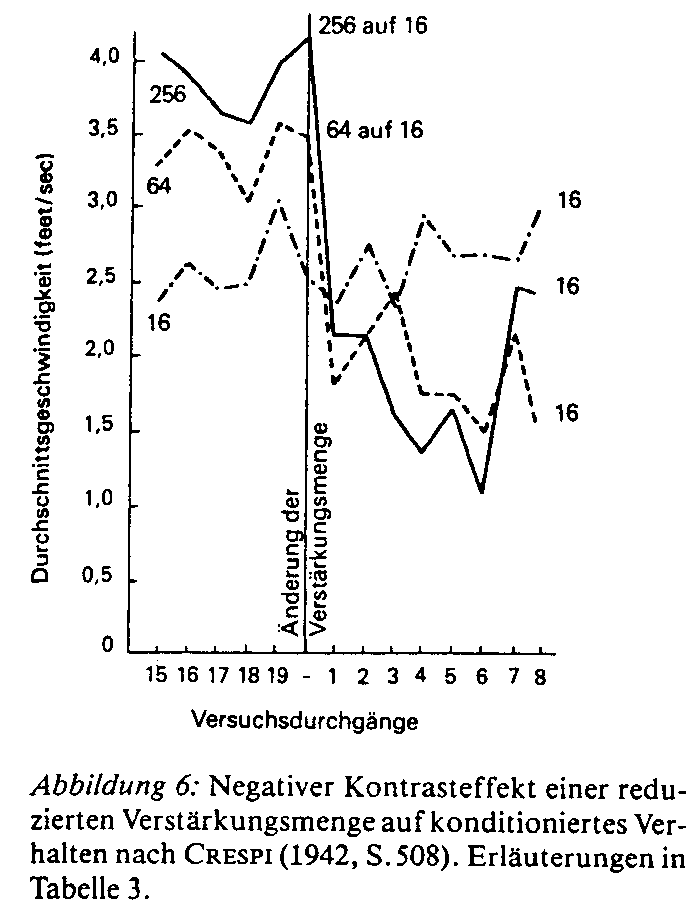 256 auf 16
4,0
256
3,5
64 auf 16
64
3,0
16
2,5
16
16
2,0
16
1,5
1,0
0,5
0
Durchschnittsgeschwindigkeit (feet/sec)
Änderung der
Verstärkungsmenge
15 16 17 18 19 - 1 2 3 4 5 6 7 8
Versuchsdurchgänge
Abbildung 6: Negativer Kontrasteffekt einer redu-
zierten Verstärkungsmenge auf konditioniertes Ver-
halten nach CRESPI (1942, S. 508). Erläuterungen in
Tabelle 3.